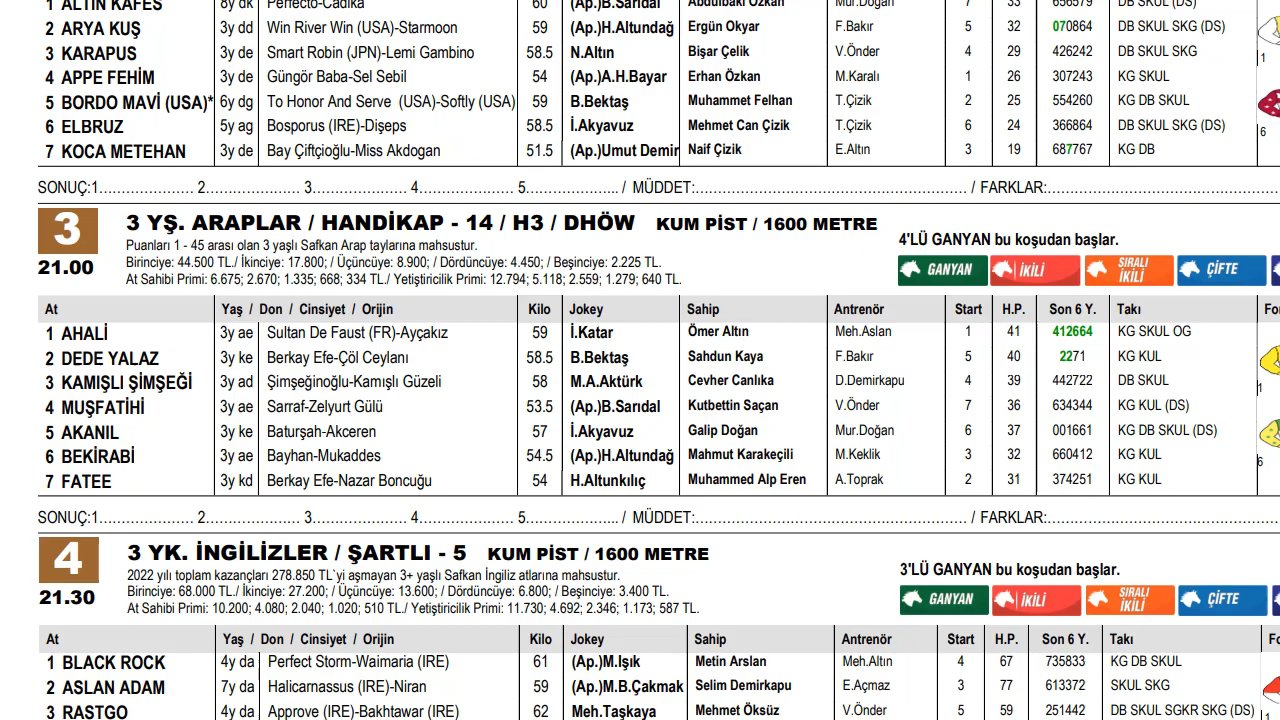 1 ALTIN KAFES 8y dk Perfecto-Cadika 60 (Ap.)B.Sarıdal Abdulbaki Özkan Mur.Doğan 7 33 656579 DB SKUL (DS)
2 ARYA KUŞ 3y dd Win River Win (USA)-Starmoon 59 (Ap.)H.Altundağ Ergün Okyar F.Bakır 5 32 070864 DB SKUL SKG (DS)
3 KARAPUS 3y de Smart Robin (JPN)-Lemi Gambino 58.5 N.Altın Bişar Çelik V.Önder 4 29 426242 DB SKUL SKG
1
4 APPE FEHİM 3y de Güngör Baba-Sel Sebil 54 (Ap.)A.H.Bayar Erhan Özkan M.Karalı 1 26 307243 KG SKUL
5 BORDO MAVİ (USA)* 6y dg To Honor And Serve (USA)-Softly (USA) 59 B.Bektaş Muhammet Felhan T.Çizik 2 25 554260 KG DB SKUL
6 ELBRUZ 5y ag Bosporus (IRE)-Dişeps 58.5 İ.Akyavuz Mehmet Can Çizik T.Çizik 6 24 366864 DB SKUL SKG (DS)
6
7 KOCA METEHAN 3y de Bay Çiftçioğlu-Miss Akdogan 51.5 (Ap.)Umut Demir Naif Çizik E.Altın 3 19 687767 KG DB
SONUÇ:1...................... 2...................... 3...................... 4...................... 5..................... / MÜDDET:............................................................... / FARKLAR:......................................................
3 3 YŞ. ARAPLAR / HANDİKAP - 14 / H3 / DHÖW KUM PİST / 1600 METRE
Puanları 1 - 45 arası olan 3 yaşlı Safkan Arap taylarına mahsustur.
4'LÜ GANYAN bu koşudan başlar.
21.00 Birinciye: 44.500 TL./ İkinciye: 17.800; / Üçüncüye: 8.900; / Dördüncüye: 4.450; / Beşinciye: 2.225 TL.
At Sahibi Primi: 6.675; 2.670; 1.335; 668; 334 TL./ Yetiştiricilik Primi: 12.794; 5.118; 2.559; 1.279; 640 TL.
GANYAN İKİLİ SIRALI İKİLİ ÇİFTE
At Yaş / Don / Cinsiyet / Orijin Kilo Jokey Sahip Antrenör Start H.P. Son 6 Y. Takı For
1 AHALİ 3y ae Sultan De Faust (FR)-Ayçakız 59 İ.Katar Ömer Altın Meh.Aslan 1 41 412664 KG SKUL OG
2 DEDE YALAZ 3y ke Berkay Efe-Çöl Ceylanı 58.5 B.Bektaş Sahdun Kaya F.Bakır 5 40 2271 KG KUL
3 KAMIŞLI ŞİMŞEĞİ 3y ad Şimşeğinoğlu-Kamışlı Güzeli 58 M.A.Aktürk Cevher Canlıka D.Demirkapu 4 39 442722 DB SKUL
1
4 MUŞFATİHİ 3y ae Sarraf-Zelyurt Gülü 53.5 (Ap.)B.Sarıdal Kutbettin Saçan V.Önder 7 36 634344 KG KUL (DS)
5 AKANIL 3y ke Baturşah-Akceren 57 İ.Akyavuz Galip Doğan Mur.Doğan 6 37 001661 KG DB SKUL (DS)
6 BEKİRABİ 3y ae Bayhan-Mukaddes 54.5 (Ap.)H.Altundağ Mahmut Karakeçili M.Keklik 3 32 660412 KG KUL
6
7 FATEE 3y kd Berkay Efe-Nazar Boncuğu 54 H.Altunkılıç Muhammed Alp Eren A.Toprak 2 31 374251 KG KUL
SONUÇ:1...................... 2...................... 3...................... 4...................... 5..................... / MÜDDET:............................................................... / FARKLAR:......................................................
4 3 YK. İNGİLİZLER / ŞARTLI - 5 KUM PİST / 1600 METRE
2022 yılı toplam kazançları 278.850 TL`yi aşmayan 3+ yaşlı Safkan İngiliz atlarına mahsustur.
3'LÜ GANYAN bu koşudan başlar.
21.30 Birinciye: 68.000 TL./ İkinciye: 27.200; / Üçüncüye: 13.600; / Dördüncüye: 6.800; / Beşinciye: 3.400 TL.
At Sahibi Primi: 10.200; 4.080; 2.040; 1.020; 510 TL./ Yetiştiricilik Primi: 11.730; 4.692; 2.346; 1.173; 587 TL.
GANYAN İKİLİ SIRALI İKİLİ ÇİFTE
At Yaş / Don / Cinsiyet / Orijin Kilo Jokey Sahip Antrenör Start H.P. Son 6 Y. Takı Fo
1 BLACK ROCK 4y da Perfect Storm-Waimaria (IRE) 61 (Ap.)M.Işık Metin Arslan Meh.Altın 4 67 735833 KG DB SKUL
2 ASLAN ADAM 7y da Halicarnassus (IRE)-Niran 59 (Ap.)M.B.Çakmak Selim Demirkapu E.Açmaz 3 77 613372 SKUL SKG
3 RASTGO 4y da Approve (IRE)-Bakhtawar (IRE) 62 Meh.Taşkaya Mehmet Öksüz V.Önder 5 59 251442 DB SKUL SGKR SKG (DS)
1